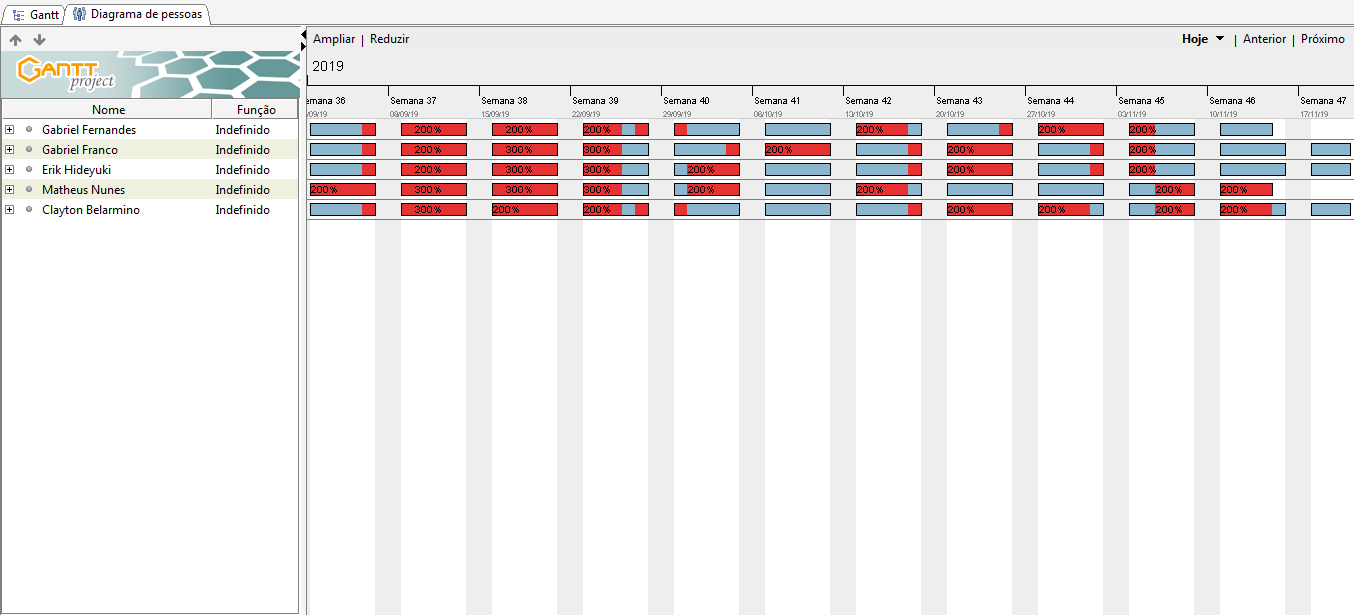 Gantt Diagrama de pessoas
Ampliar | Reduzir Hoje | Anterior | Próximo
GANTT project
2019
emana 36 Semana 37 Semana 38 Semana 39 Semana 40 Semana 41 Semana 42 Semana 43 Semana 44 Semana 45 Semana 46 Semana 47
/09/19 08/09/19 15/09/19 22/09/19 29/09/19 06/10/19 13/10/19 20/10/19 27/10/19 03/11/19 10/11/19 17/11/19
Nome Função
Gabriel Fernandes Indefinido 200% 200% 200% 200% 200% 200%
Gabriel Franco Indefinido 200% 300% 300% 200% 200% 200%
Erik Hideyuki Indefinido 200% 300% 300% 200% 200% 200%
Matheus Nunes Indefinido 200% 300% 300% 300% 200% 200% 200% 200%
Clayton Belarmino Indefinido 300% 200% 200% 200% 200% 200% 200%